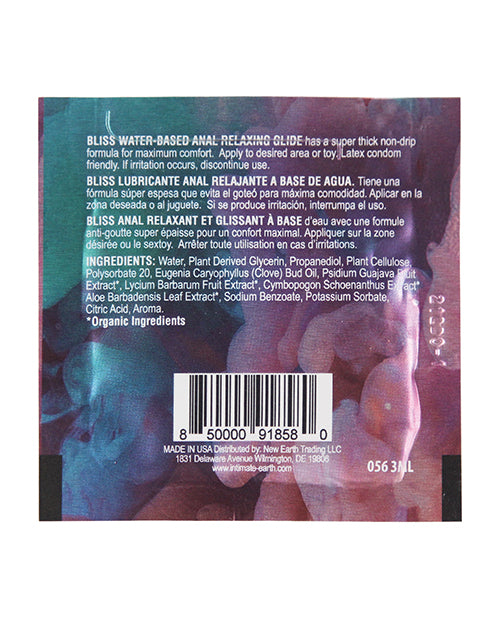 BLISS WATER-BASED ANAL RELAXING GLIDE has a super thick non-drip
formula for maximum comfort. Apply to desired area or toy. Latex condom
friendly. If irritation occurs, discontinue use.
BLISS LUBRICANTE ANAL RELAJANTE A BASE DE AGUA. Tiene una
fórmula súper espesa que evita el goteó para máxima comodidad. Aplicar en la
zona deseada o al juguete. Si se produce irritación, interrumpa el uso.
BLISS ANAL RELAXANT ET GLISSANT À BASE d'eau avec une formule
anti-goutte super épaisse pour un confort maximal. Appliquer sur la zone
désirée ou le sextoy. Arrêter toute utilisation en cas d'irritations.
INGREDIENTS: Water, Plant Derived Glycerin, Propanediol, Plant Cellulose,
Polysorbate 20, Eugenia Caryophyllus (Clove) Bud Oil, Psidium Guajava Fruit
Extract*, Lycium Barbarum Fruit Extract*, Cymbopogon Schoenanthus Extract*
Aloe Barbadensis Leaf Extract*, Sodium Benzoate, Potassium Sorbate,
Citric Acid, Aroma.
*Organic Ingredients
8 50000 91858 0
MADE IN USA Distributed by: New Earth Trading LLC
1831 Delaware Avenue Wilmington, DE 19806
www.intimate-earth.com
056 3ML